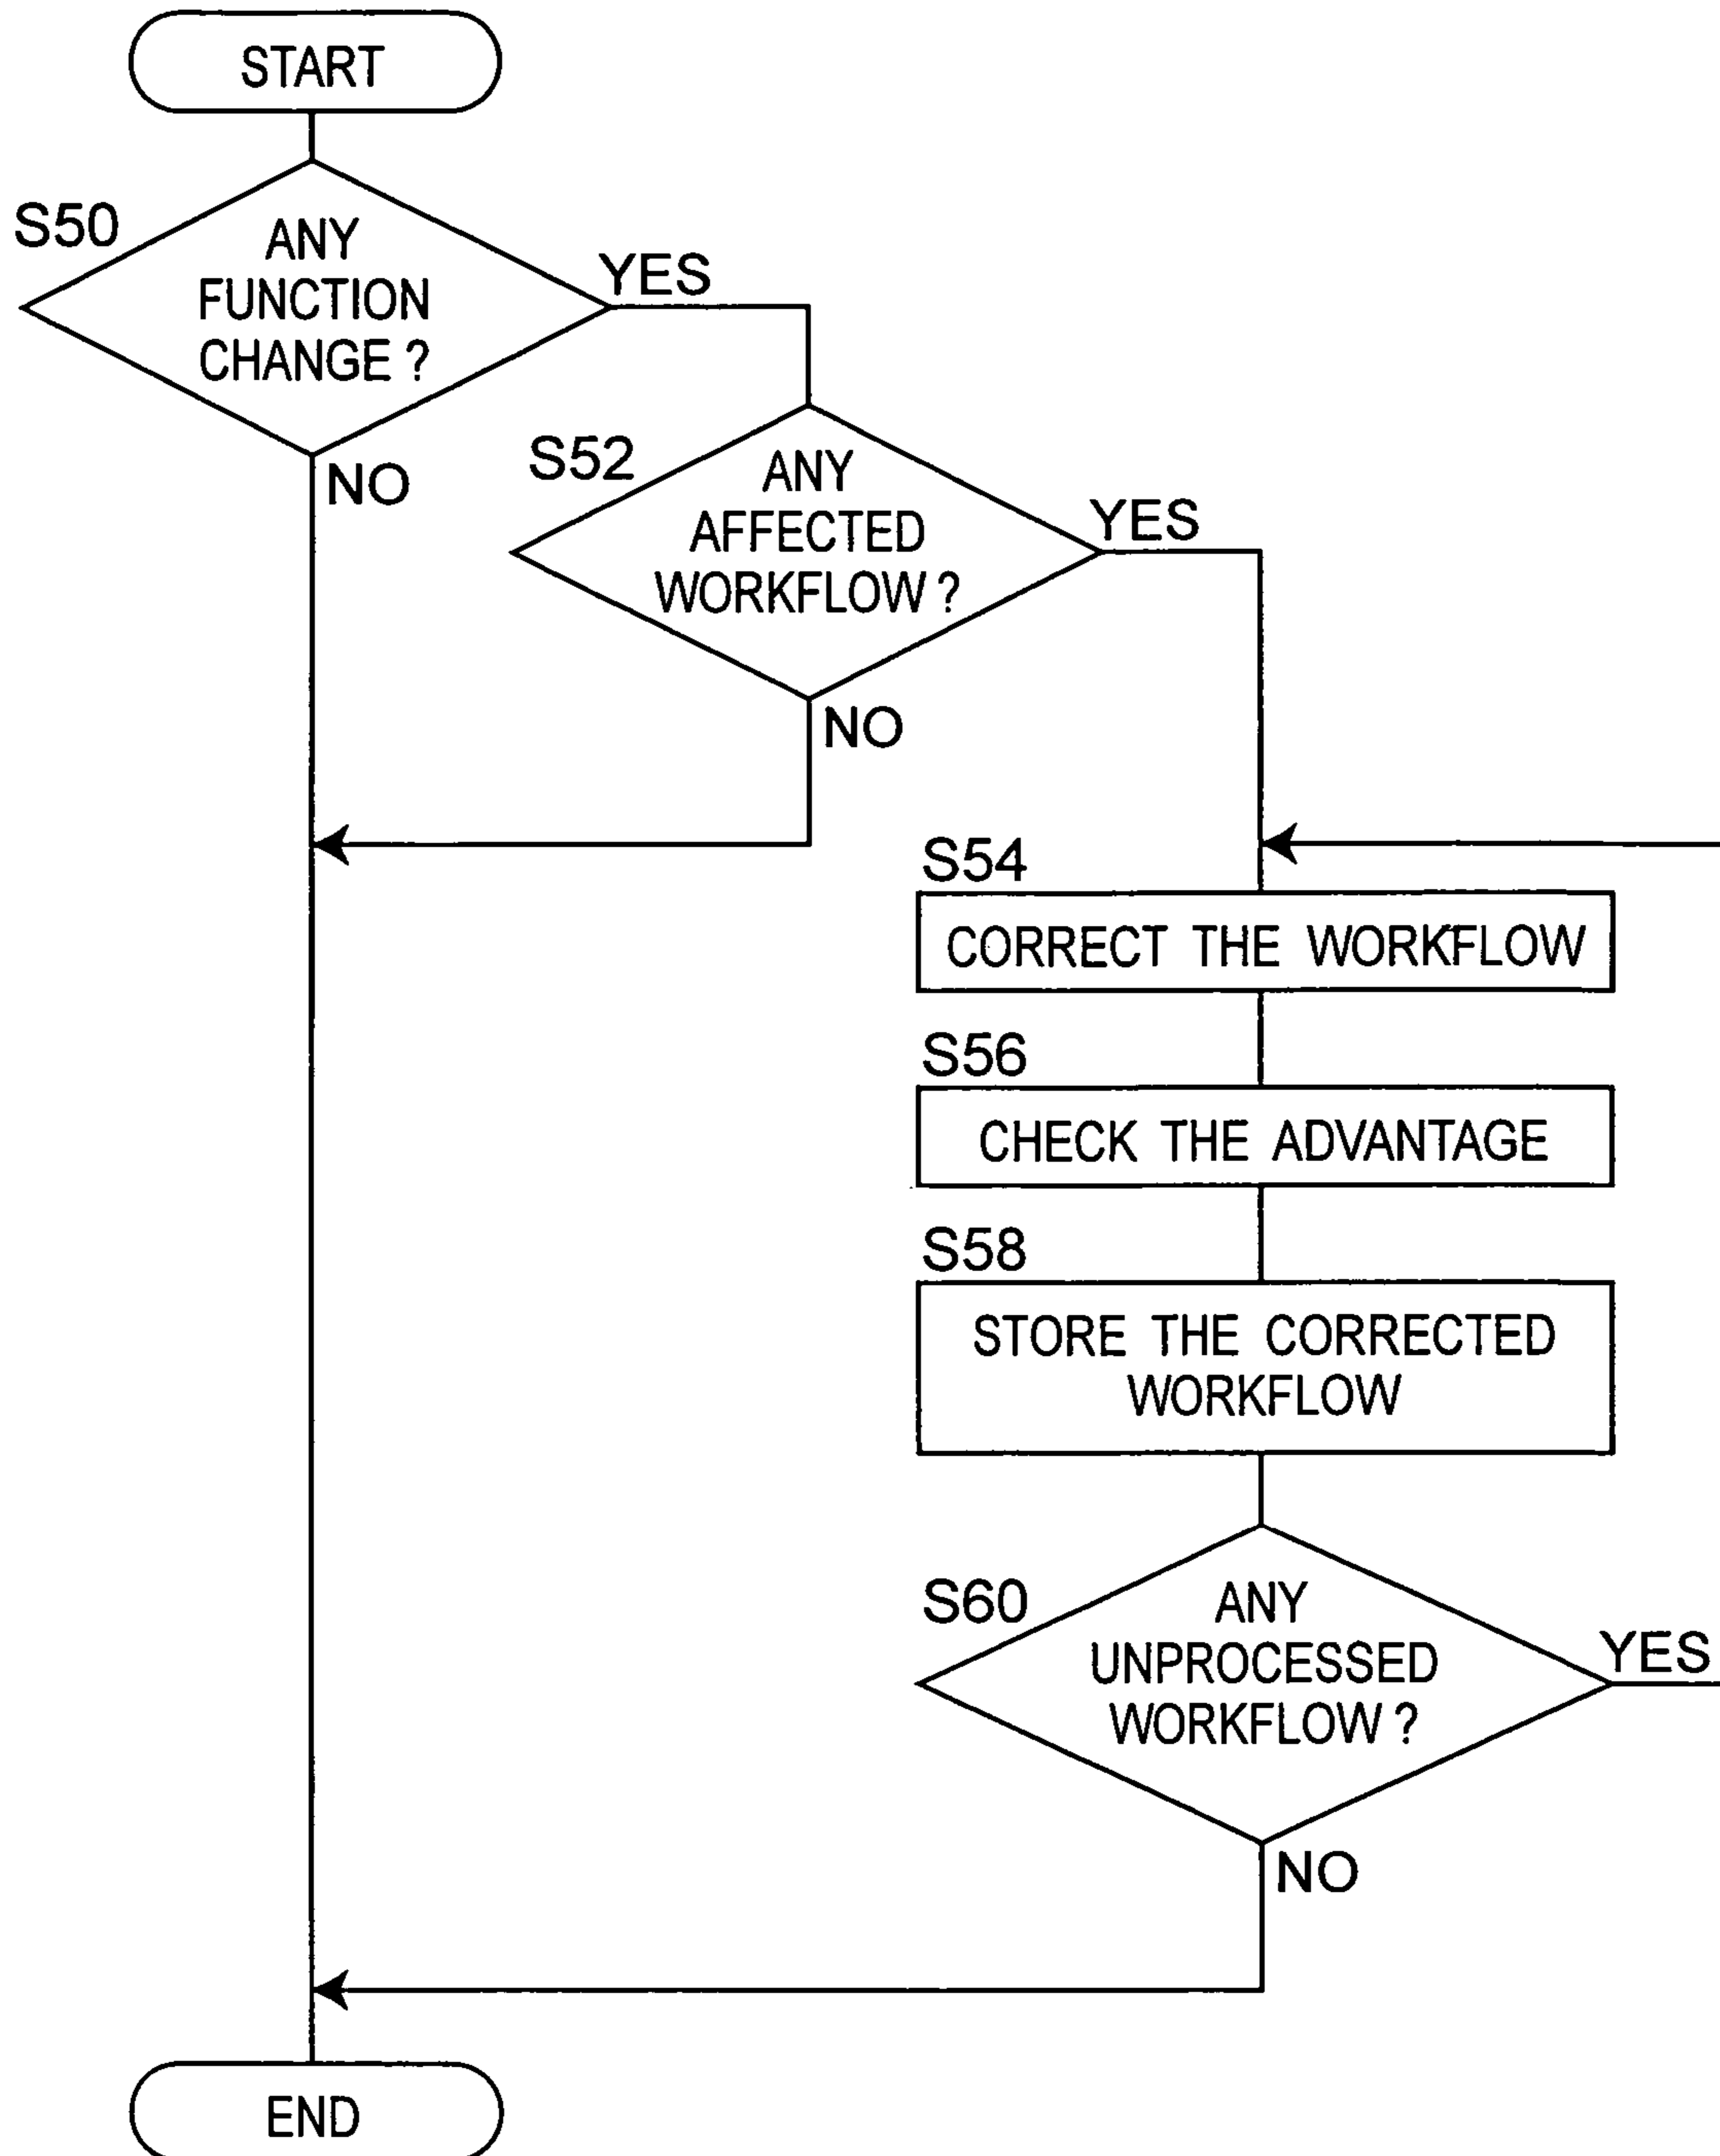 START
S50
ANY
FUNCTION
CHANGE ?
YES
NO
S52
ANY
AFFECTED
WORKFLOW ?
YES
NO
S54
CORRECT THE WORKFLOW
S56
CHECK THE ADVANTAGE
S58
STORE THE CORRECTED
WORKFLOW
S60
ANY
UNPROCESSED
WORKFLOW ?
YES
NO
END